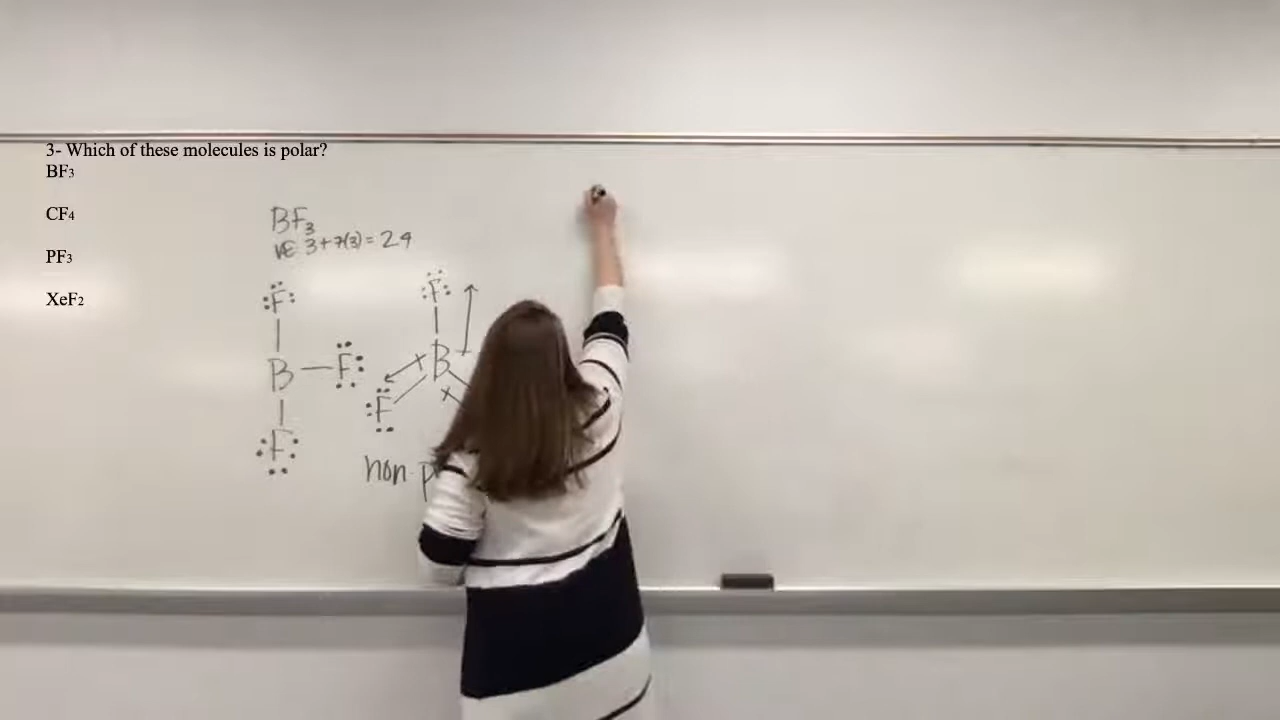 3- Which of these molecules is polar?
BF3
CF4
PF3
XeF2
BF3
VE 3+7(3) = 24
F
B – F
F
F
B
F
non-p